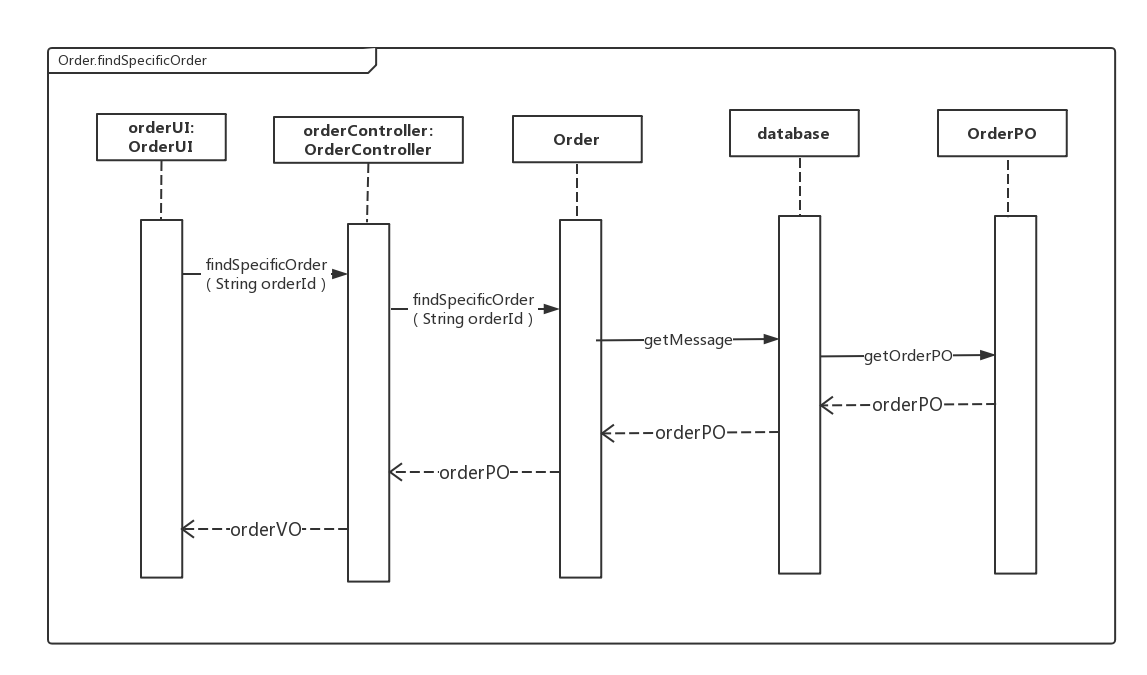 Order.findSpecificOrder
orderUI:
OrderUI
orderController:
OrderController
Order
database
OrderPO
findSpecificOrder
( String orderId )
findSpecificOrder
( String orderId )
getMessage
getOrderPO
orderPO
orderPO
orderPO
orderVO